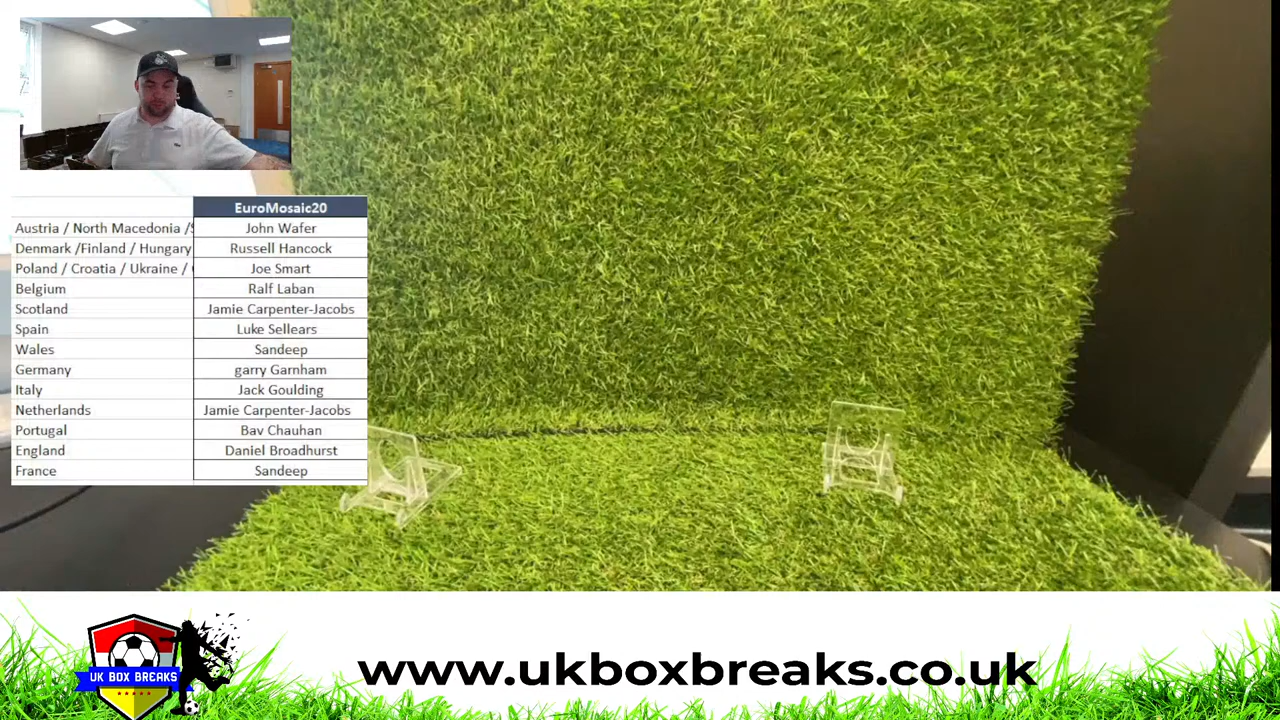 EuroMosaic20
Austria / North Macedonia / John Wafer
Denmark /Finland / Hungary Russell Hancock
Poland / Croatia / Ukraine / Joe Smart
Belgium Ralf Laban
Scotland Jamie Carpenter-Jacobs
Spain Luke Sellears
Wales Sandeep
Germany garry Garnham
Italy Jack Goulding
Netherlands Jamie Carpenter-Jacobs
Portugal Bav Chauhan
England Daniel Broadhurst
France Sandeep
UK BOX BREAKS
www.ukboxbreaks.co.uk